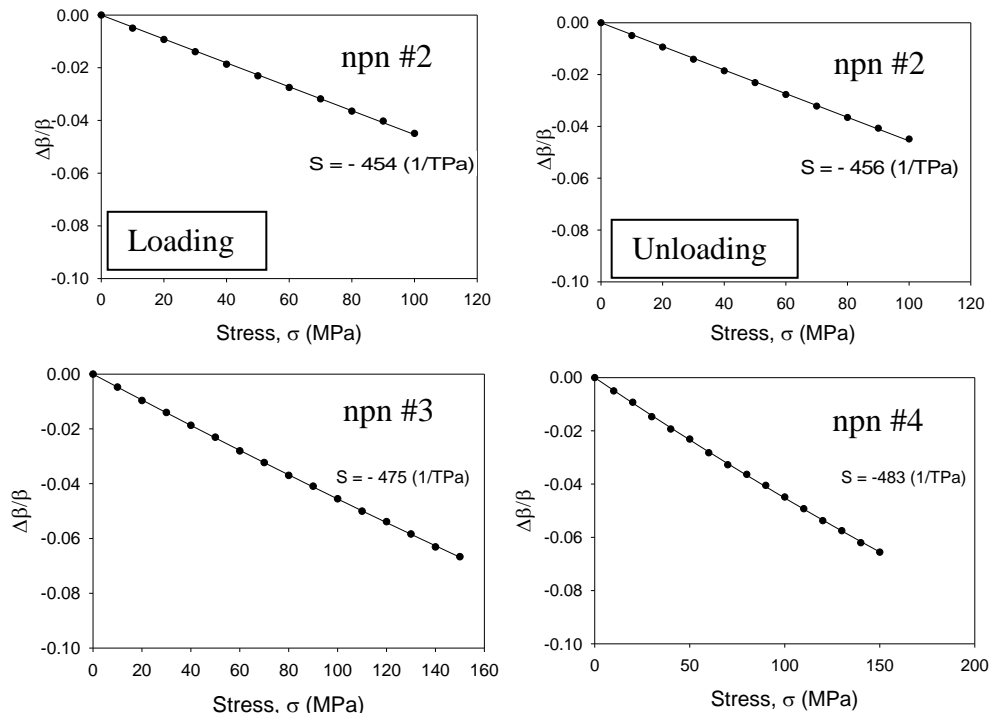 0.00
-0.02
-0.04
-0.06
-0.08
-0.10
Δβ/β
npn #2
S = - 454 (1/TPa)
Loading
0 20 40 60 80 100 120
Stress, σ (MPa)
0.00
-0.02
-0.04
-0.06
-0.08
-0.10
Δβ/β
npn #2
S = - 456 (1/TPa)
Unloading
0 20 40 60 80 100 120
Stress, σ (MPa)
0.00
-0.02
-0.04
-0.06
-0.08
-0.10
Δβ/β
npn #3
S = - 475 (1/TPa)
0 20 40 60 80 100 120 140 160
Stress, σ (MPa)
0.00
-0.02
-0.04
-0.06
-0.08
-0.10
Δβ/β
npn #4
S = -483 (1/TPa)
0 50 100 150 200
Stress, σ (MPa)